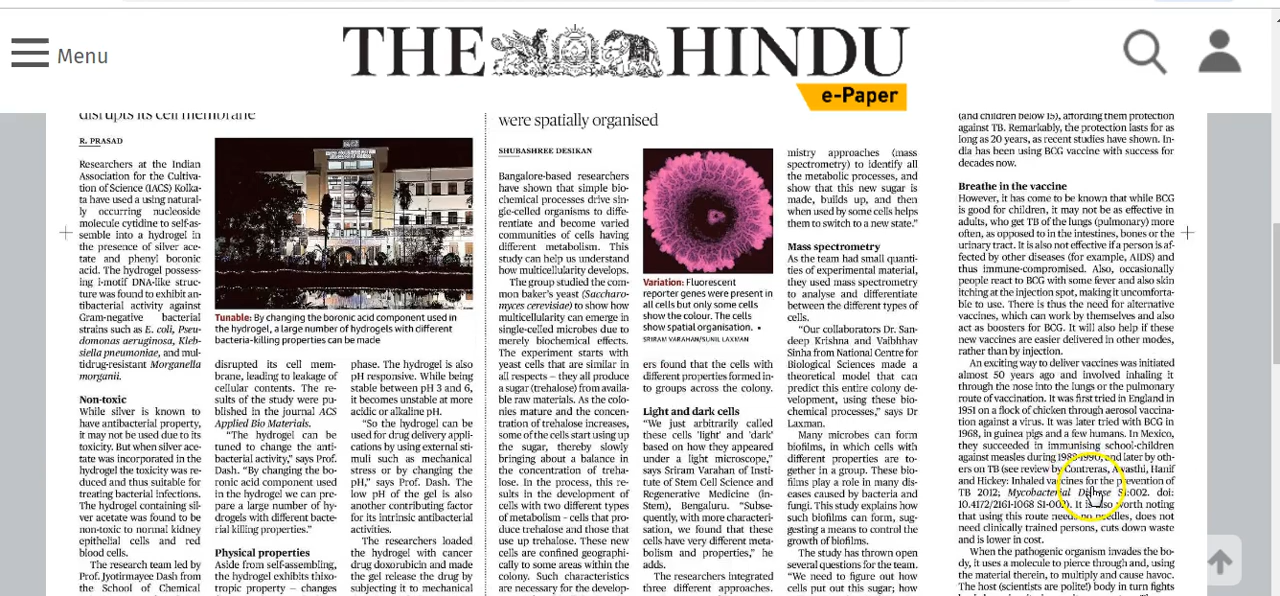 Menu
THE HINDU
e-Paper
disrupts its cell membrane
R. PRASAD
Researchers at the Indian
Association for the Cultiva-
tion of Science (IACS) Kolka-
ta have used a using natural-
ly occurring nucleoside
molecule cytidine to self-as-
semble into a hydrogel in
the presence of silver ace-
tate and phenyl boronic
acid. The hydrogel possess-
ing i-motif DNA-like struc-
ture was found to exhibit an-
tibacterial activity against
Gram-negative bacterial
strains such as E. coli, Pseu-
domonas aeruginosa, Kleb-
siella pneumoniae, and mul-
tidrug-resistant Morganella
morganii.
Non-toxic
While silver is known to
have antibacterial property,
it may not be used due to its
toxicity. But when silver ace-
tate was incorporated in the
hydrogel the toxicity was re-
duced and thus suitable for
treating bacterial infections.
The hydrogel containing sil-
ver acetate was found to be
non-toxic to normal kidney
epithelial cells and red
blood cells.
The research team led by
Prof. Jyotirmayee Dash from
the School of Chemical
Tunable: By changing the boronic acid component used in
the hydrogel, a large number of hydrogels with different
bacteria-killing properties can be made
disrupted its cell mem-
brane, leading to leakage of
cellular contents. The re-
sults of the study were pu-
blished in the journal ACS
Applied Bio Materials.
"The hydrogel can be
tuned to change the anti-
bacterial activity," says Prof.
Dash. "By changing the bo-
ronic acid component used
in the hydrogel we can pre-
pare a large number of hy-
drogels with different bacte-
rial killing properties."
Physical properties
Aside from self-assembling,
the hydrogel exhibits thixo-
tropic property – changes
phase. The hydrogel is also
pH responsive. While being
stable between pH 3 and 6,
it becomes unstable at more
acidic or alkaline pH.
"So the hydrogel can be
used for drug delivery appli-
cations by using external sti-
muli such as mechanical
stress or by changing the
pH," says Prof. Dash. The
low pH of the gel is also
another contributing factor
for its intrinsic antibacterial
activities.
The researchers loaded
the hydrogel with cancer
drug doxorubicin and made
the gel release the drug by
subjecting it to mechanical
were spatially organised
SHUBASHREE DESIKAN
Bangalore-based researchers
have shown that simple bio-
chemical processes drive sin-
gle-celled organisms to diffe-
rentiate and become varied
communities of cells having
different metabolism. This
study can help us understand
how multicellularity develops.
The group studied the com-
mon baker's yeast (Saccharo-
myces cerevisiae) to show how
multicellularity can emerge in
single-celled microbes due to
merely biochemical effects.
The experiment starts with
yeast cells that are similar in
all respects – they all produce
a sugar (trehalose) from availa-
ble raw materials. As the colo-
nies mature and the concen-
tration of trehalose increases,
some of the cells start using up
the sugar, thereby slowly
bringing about a balance in
the concentration of treha-
lose. In the process, this re-
sults in the development of
cells with two different types
of metabolism – cells that pro-
duce trehalose and those that
use up trehalose. These new
cells are confined geographi-
cally to some areas within the
colony. Such characteristics
are seen widely in the develop-
Variation: Fluorescent
reporter genes were present in
all cells but only some cells
show the colour. The cells
show spatial organisation. •
SRIRAM VARAHAN/SUNIL LAXMAN
ers found that the cells with
different properties formed in-
to groups across the colony.
Light and dark cells
"We just arbitrarily called
these cells 'light' and 'dark'
based on how they appeared
under a light microscope,"
says Sriram Varahan of Insti-
tute of Stem Cell Science and
Regenerative Medicine (in-
Stem), Bengaluru. "Subse-
quently, with more characteri-
sation, we found that these
cells have very different meta-
bolism and properties," he
adds.
The researchers integrated
three different approaches.
mistry approaches (mass
spectrometry) to identify all
the metabolic processes, and
show that this new sugar is
made, builds up, and then
when used by some cells helps
them to switch to a new state."
Mass spectrometry
As the team had small quanti-
ties of experimental material,
they used mass spectrometry
to analyse and differentiate
between the different types of
cells.
"Our collaborators Dr. San-
deep Krishna and Vaibhhav
Sinha from National Centre for
Biological Sciences made a
theoretical model that can
predict this entire colony de-
velopment, using these bio-
chemical processes," says Dr
Laxman.
Many microbes can form
biofilms, in which cells with
different properties are to-
gether in a group. These bio-
films play a role in many dis-
eases caused by bacteria and
fungi. This study explains how
such biofilms can form, sug-
gesting a means to control the
growth of biofilms.
The study has thrown open
several questions for the team.
"We need to figure out how
cells put out this sugar; how
(and children below 15), affording them protection
against TB. Remarkably, the protection lasts for as
long as 20 years, as recent studies have shown. In-
dia has been using BCG vaccine with success for
decades now.
Breathe in the vaccine
However, it has come to be known that while BCG
is good for children, it may not be as effective in
adults, who get TB of the lungs (pulmonary) more
often, as opposed to in the intestines, bones or the
urinary tract. It is also not effective if a person is af-
fected by other diseases (for example, AIDS) and
thus immune-compromised. Also, occasionally
people react to BCG with some fever and also skin
itching at the injection spot, making it uncomforta-
ble to use. There is thus the need for alternative
vaccines, which can work by themselves and also
act as boosters for BCG. It will also help if these
new vaccines are easier delivered in other modes,
rather than by injection.
An exciting way to deliver vaccines was initiated
almost 50 years ago and involved inhaling it
through the nose into the lungs or the pulmonary
route of vaccination. It was first tried in England in
1951 on a flock of chicken through aerosol vaccina-
tion against a virus. It was later tried with BCG in
1968, in guinea pigs and a few humans. In Mexico,
they succeeded in immunising school-children
against measles during 1988-1990, and later by oth-
ers on TB (see review by Contreras, Awasthi, Hanif
and Hickey: Inhaled vaccines for the prevention of
TB 2012; Mycobacterial Disease S1:002. doi:
10.4172/2161-1068 S1-002). It is also worth noting
that using this route needs no needles, does not
need clinically trained persons, cuts down waste
and is lower in cost.
When the pathogenic organism invades the bo-
dy, it uses a molecule to pierce through and, using
the material therein, to multiply and cause havoc.
The host (scientists are polite!) body in turn fights